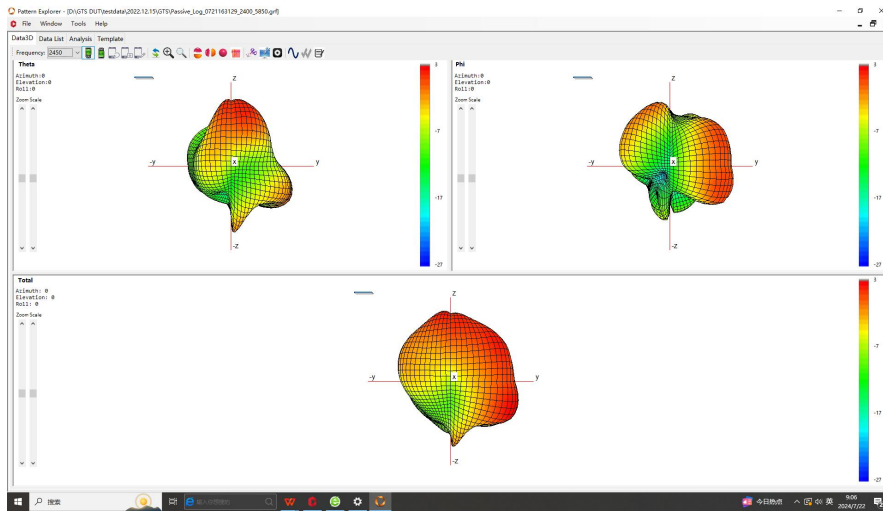 Pattern Explorer - [D:\GTS DUT\testdata\2022.12.15\GTS\Passive_Log_0721163129_2400_5850.grf]
File Window Tools Help
Data3D Data List Analysis Template
Frequency: 2450
Theta
Azimuth:0
Elevation:0
Roll:0
Zoom Scale
z
-y
x
y
-z
3
-7
-17
-27
Phi
Azimuth:0
Elevation:0
Roll:0
Zoom Scale
z
-y
x
y
-z
3
-7
-17
-27
Total
Azimuth: 0
Elevation: 0
Roll: 0
Zoom Scale
z
-y
x
y
-z
3
-7
-17
-27
搜索
今日热点
英
9:06
2024/7/22